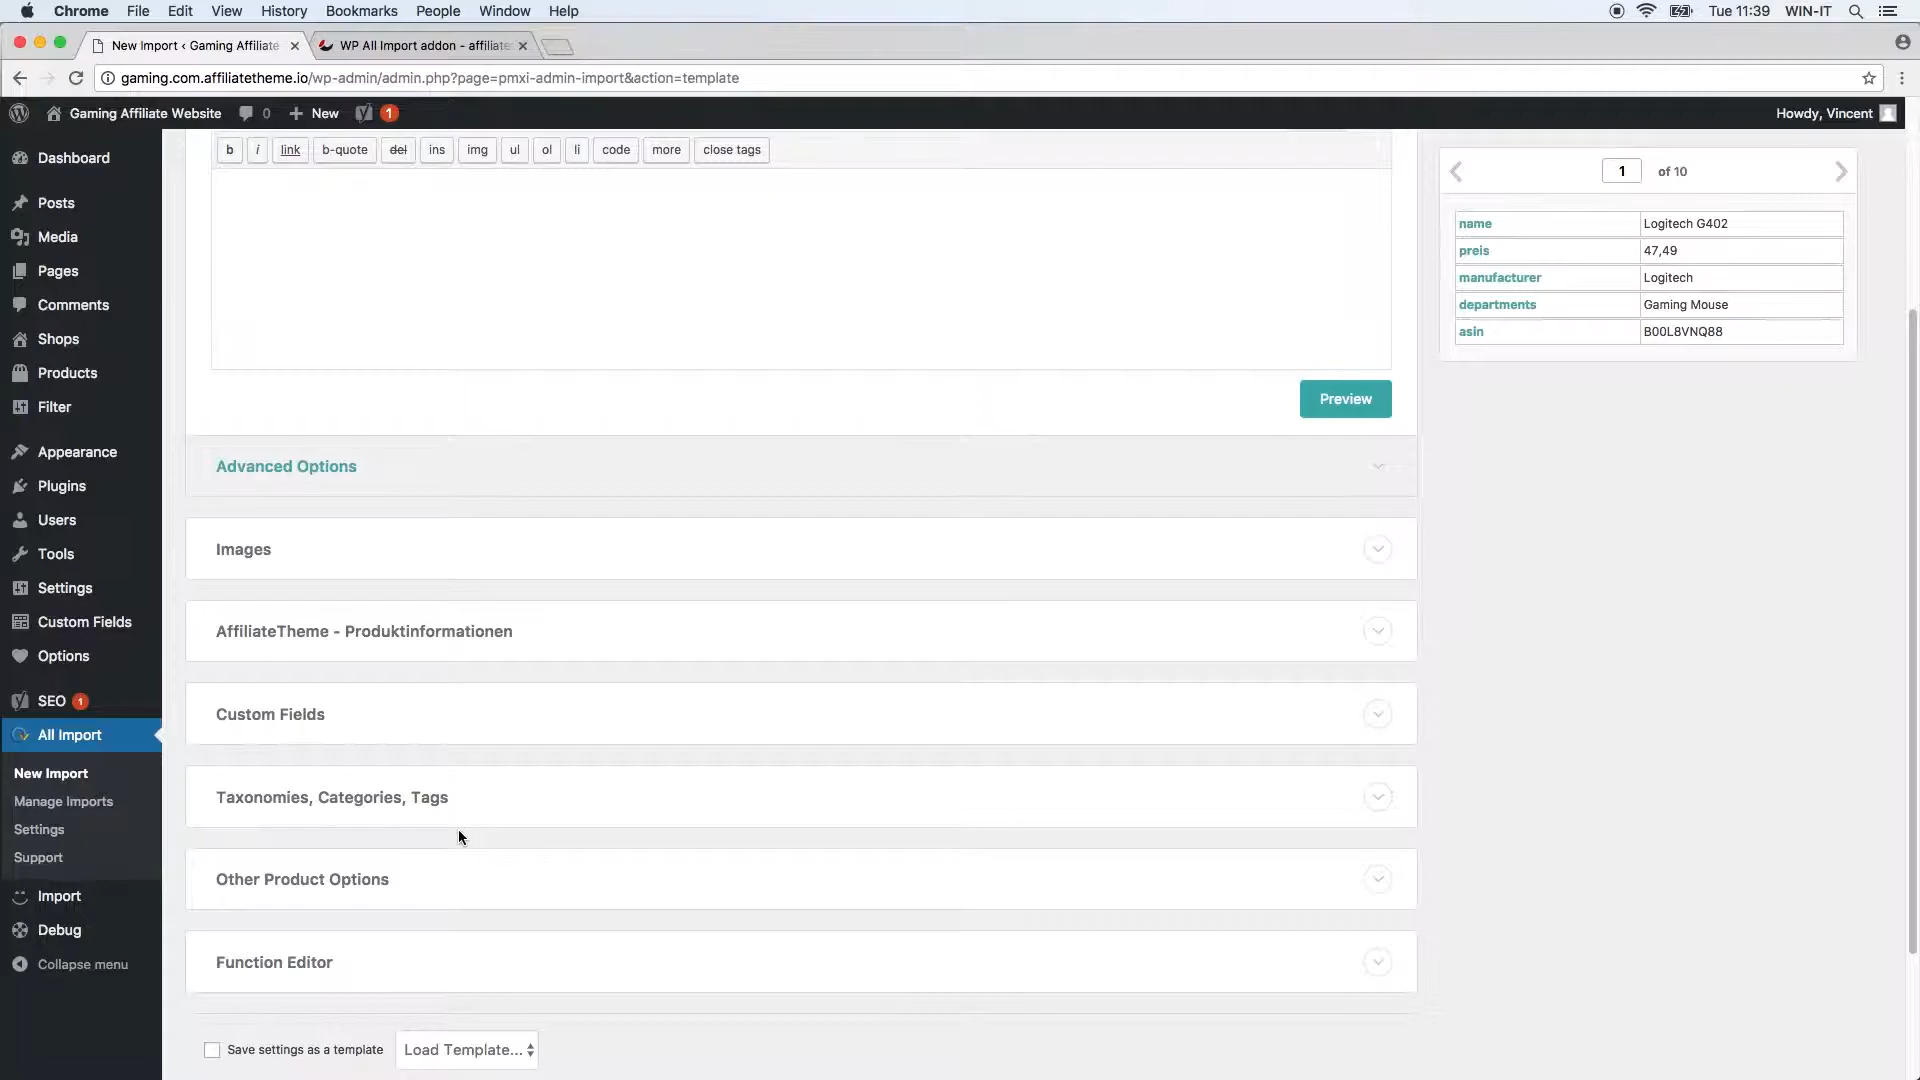 Chrome File Edit View History Bookmarks People Window Help Tue 11:39 WIN-IT
New Import ‹ Gaming Affiliate WP All Import addon - affiliate
gaming.com.affiliatetheme.io/wp-admin/admin.php?page=pmxi-admin-import&action=template
Gaming Affiliate Website 0 New 1 Howdy, Vincent
Dashboard
Posts
Media
Pages
Comments
Shops
Products
Filter
Appearance
Plugins
Users
Tools
Settings
Custom Fields
Options
SEO 1
All Import
New Import
Manage Imports
Settings
Support
Import
Debug
Collapse menu
b i link b-quote del ins img ul ol li code more close tags
Preview
Advanced Options
Images
AffiliateTheme - Produktinformationen
Custom Fields
Taxonomies, Categories, Tags
Other Product Options
Function Editor
Save settings as a template Load Template...
1 of 10
name Logitech G402
preis 47,49
manufacturer Logitech
departments Gaming Mouse
asin B00L8VNQ88